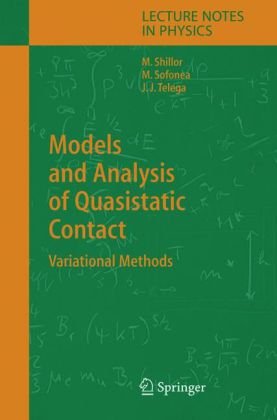 LECTURE NOTES
IN PHYSICS
M. Shillor
M. Sofonea
J. J. Telega
Models
and Analysis
of Quasistatic
Contact
Variational Methods
Springer